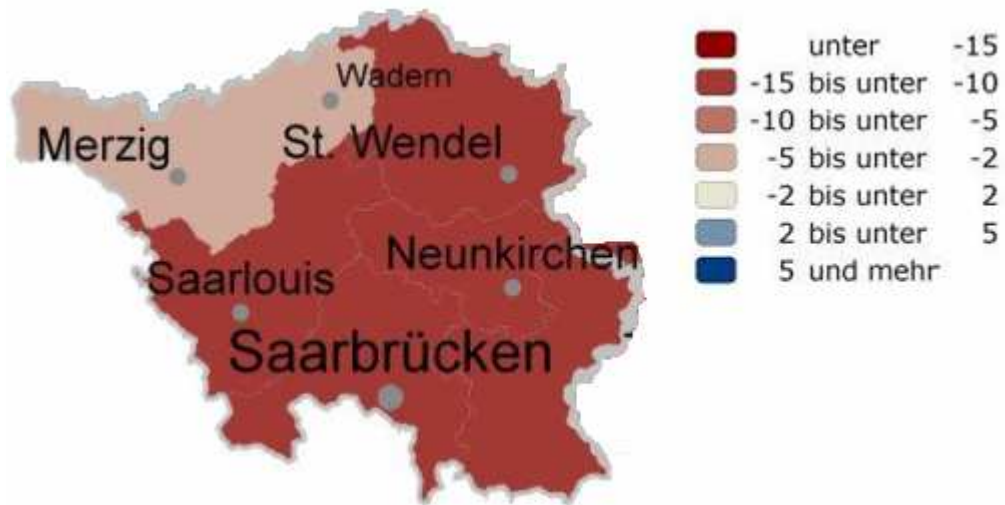 Wadern
Merzig
St. Wendel
Neunkirchen
Saarlouis
Saarbrücken
unter -15
-15 bis unter -10
-10 bis unter -5
-5 bis unter -2
-2 bis unter 2
2 bis unter 5
5 und mehr